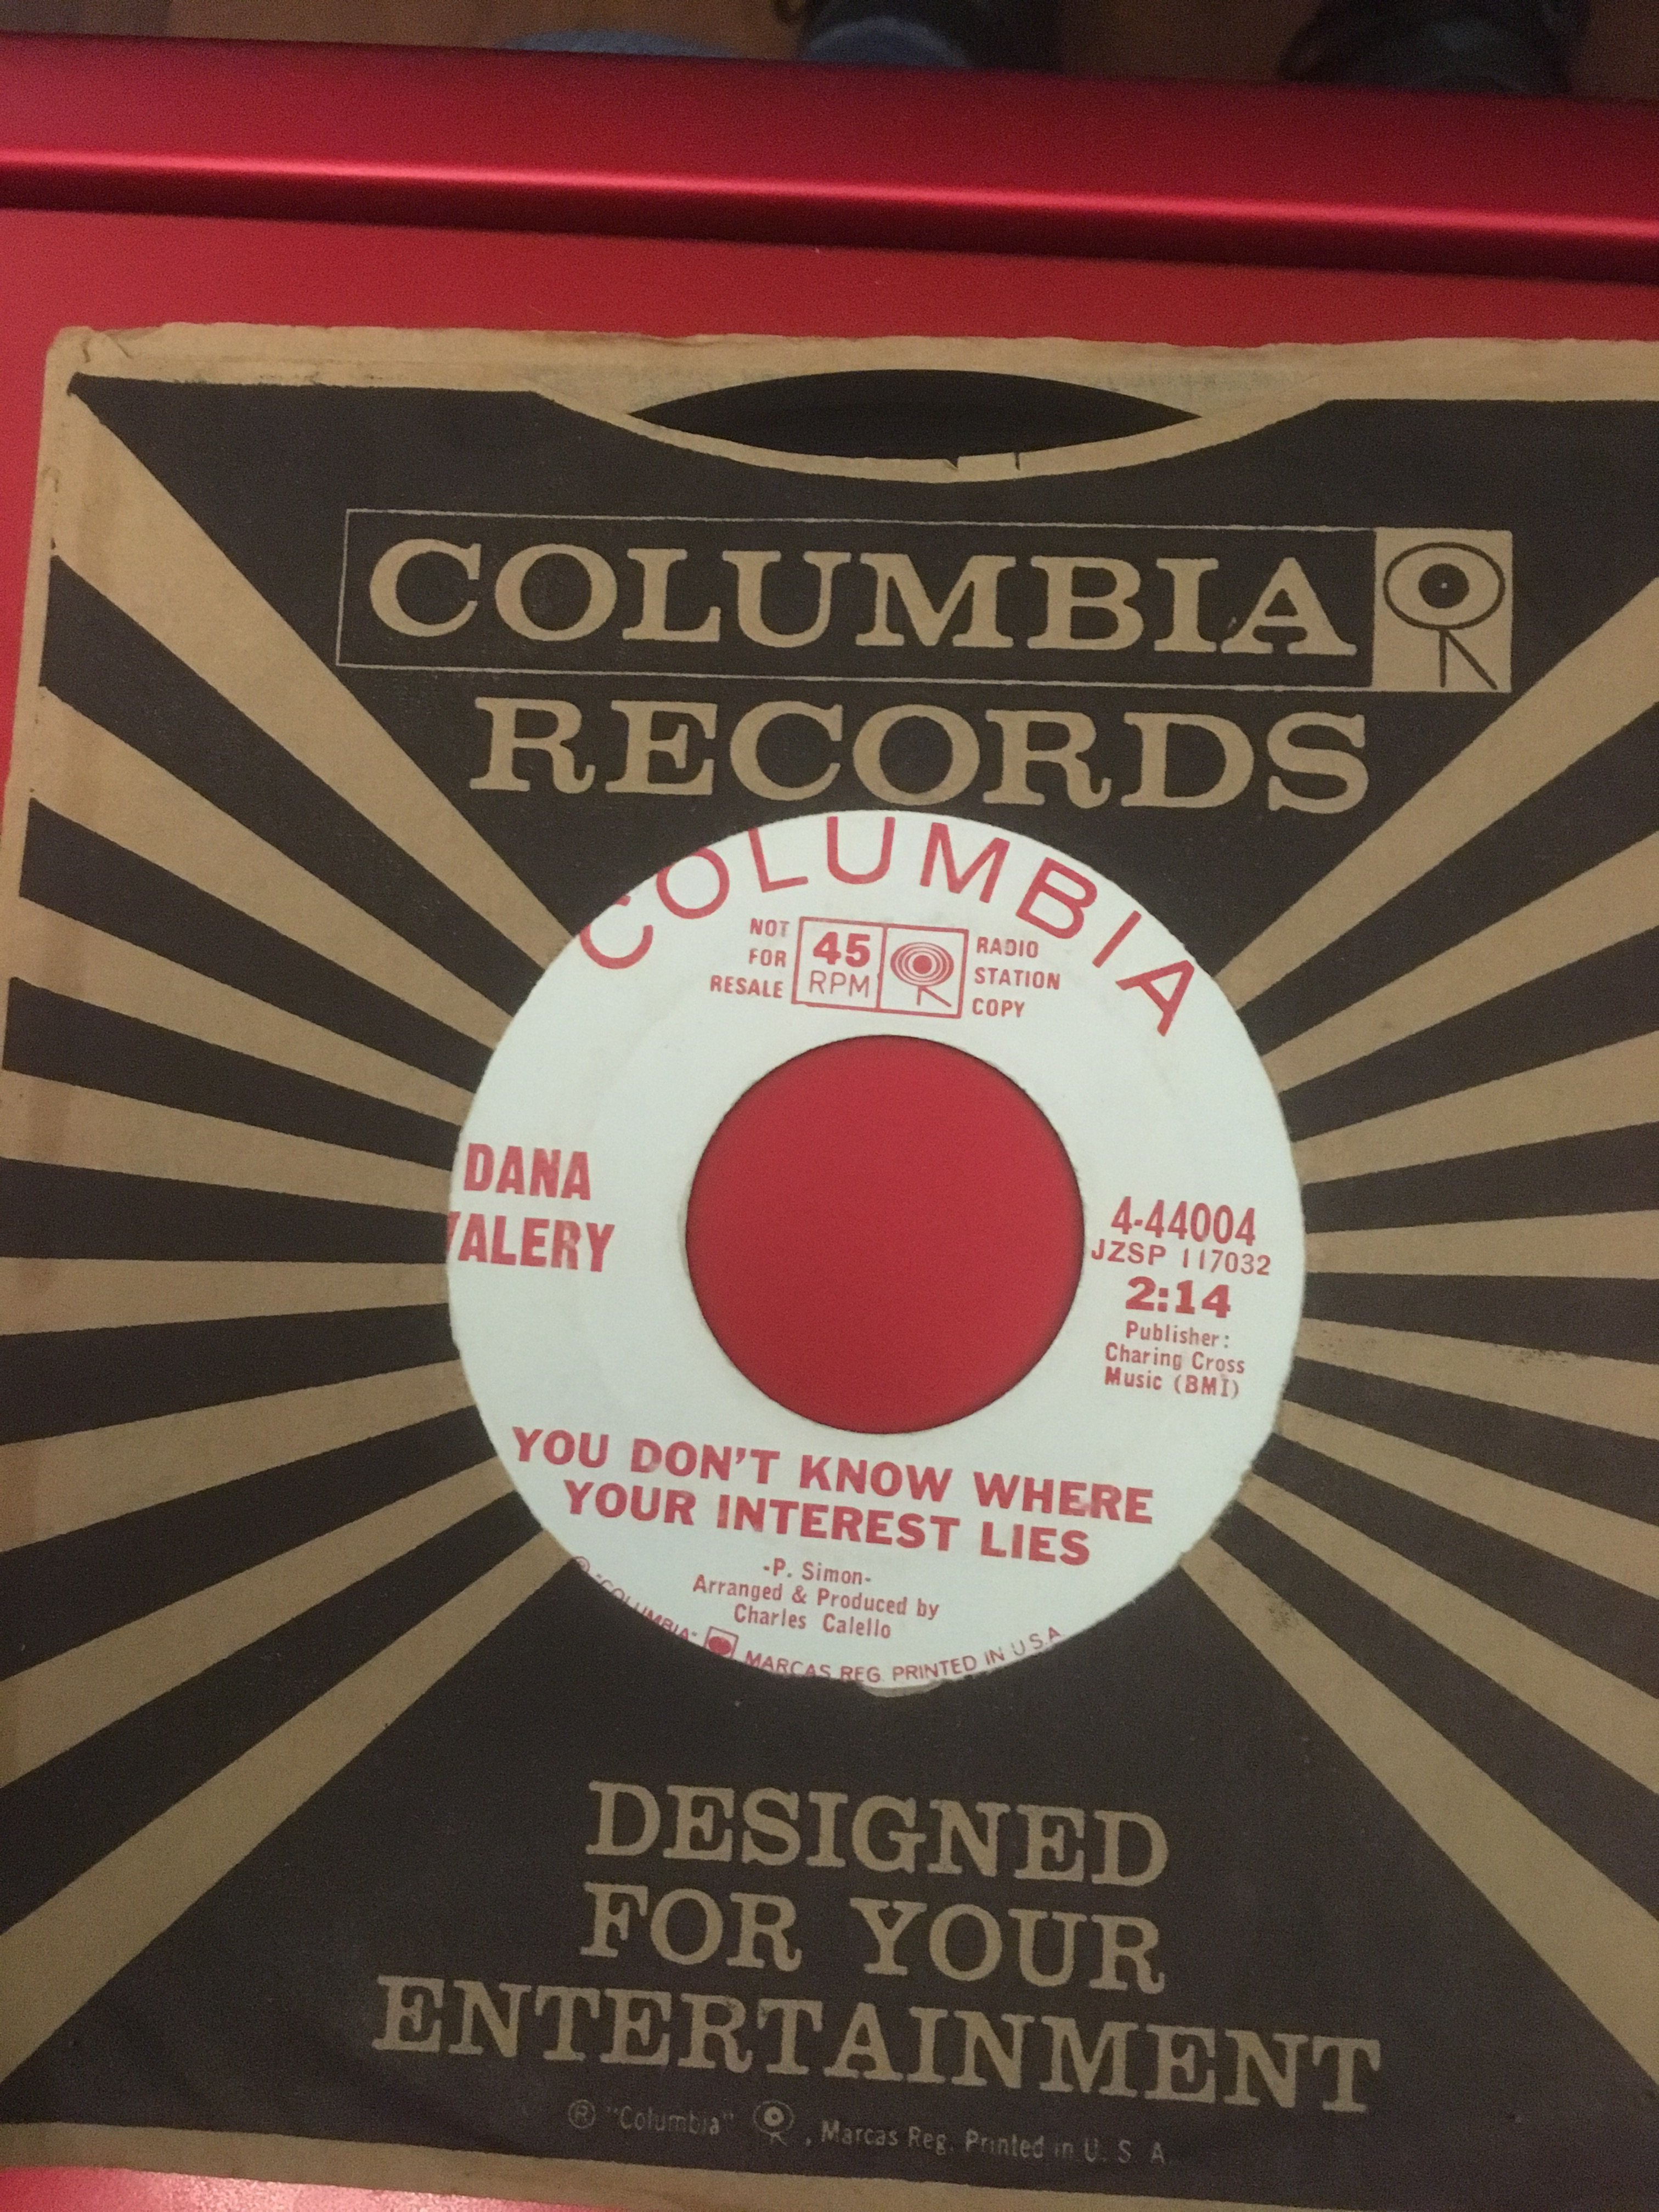 COLUMBIA
RECORDS
COLUMBIA
NOT
FOR
RESALE
45
RPM
RADIO
STATION
COPY
DANA
VALERY
4-44004
JZSP 117032
2:14
Publisher:
Charing Cross
Music (BMI)
YOU DON'T KNOW WHERE
YOUR INTEREST LIES
-P. Simon-
Arranged & Produced by
Charles Calello
® "COLUMBIA" MARCAS REG. PRINTED IN U.S.A.
DESIGNED
FOR YOUR
ENTERTAINMENT
® "Columbia" , Marcas Reg. Printed in U. S. A.